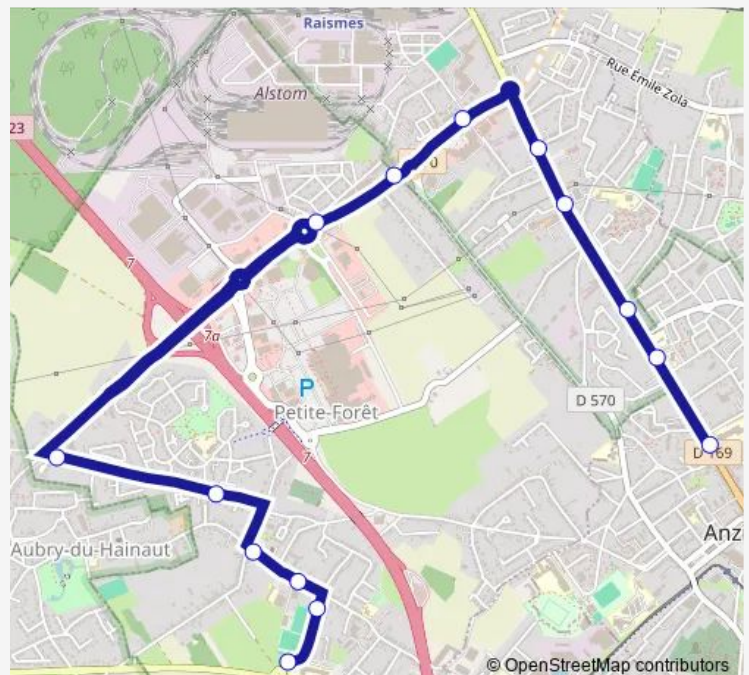 Raismes
Alstom
Rue Émile Zola
23
0
7
7a
P
Petite-Forêt
D 570
7
D 169
Aubry-du-Hainaut
Anz
© OpenStreetMap contributors